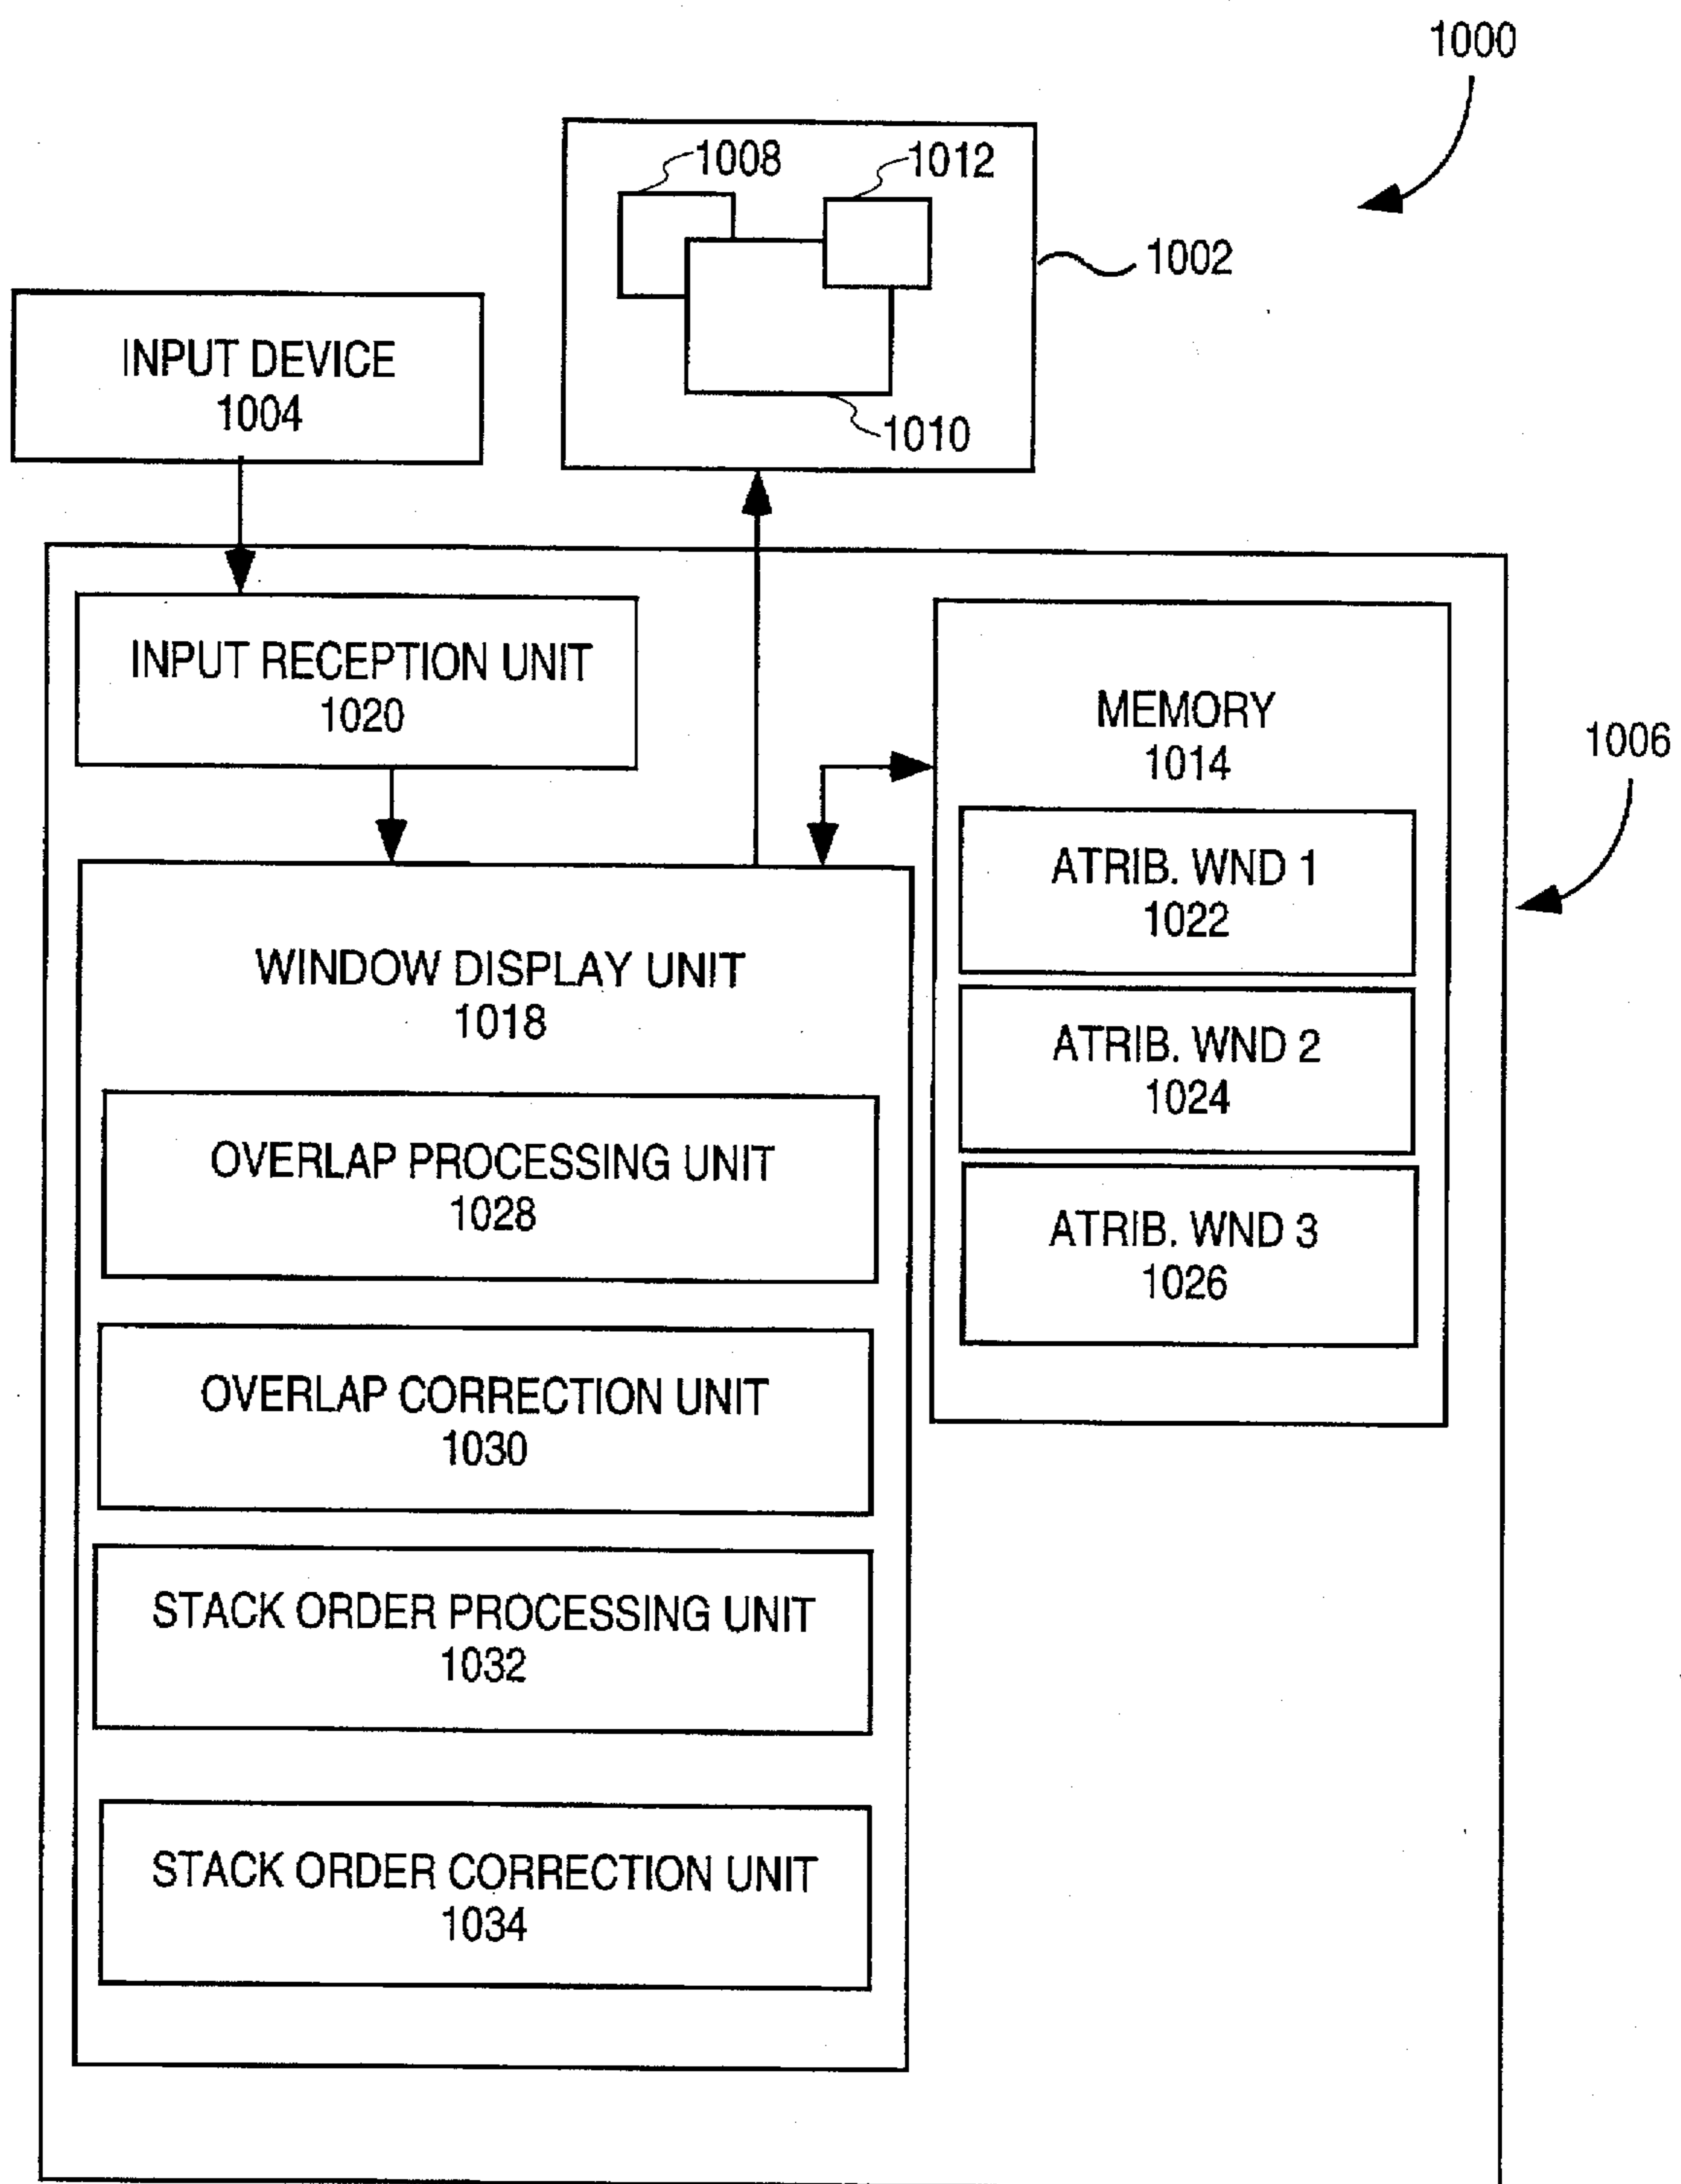 1000
1008
1012
1002
INPUT DEVICE
1004
1010
INPUT RECEPTION UNIT
1020
MEMORY
1014
1006
ATRIB. WND 1
1022
WINDOW DISPLAY UNIT
1018
ATRIB. WND 2
1024
OVERLAP PROCESSING UNIT
1028
ATRIB. WND 3
1026
OVERLAP CORRECTION UNIT
1030
STACK ORDER PROCESSING UNIT
1032
STACK ORDER CORRECTION UNIT
1034